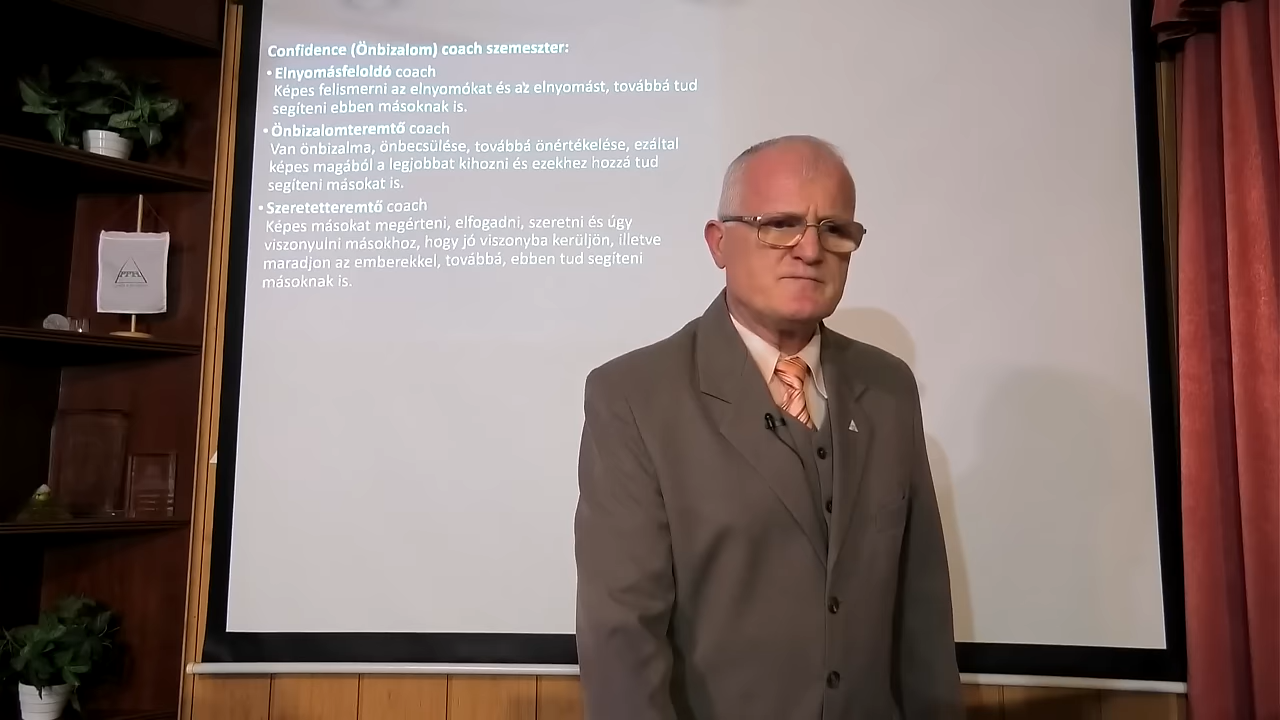 Confidence (Önbizalom) coach szemeszter:
• Elnyomásfeloldó coach
Képes felismerni az elnyomókat és az elnyomást, továbbá tud
segíteni ebben másoknak is.
• Önbizalomteremtő coach
Van önbizalma, önbecsülése, továbbá önértékelése, ezáltal
képes magából a legjobbat kihozni és ezekhez hozzá tud
segíteni másokat is.
• Szeretetteremtő coach
Képes másokat megérteni, elfogadni, szeretni és úgy
viszonyulni másokhoz, hogy jó viszonyba kerüljön, illetve
maradjon az emberekkel, továbbá, ebben tud segíteni
másoknak is.